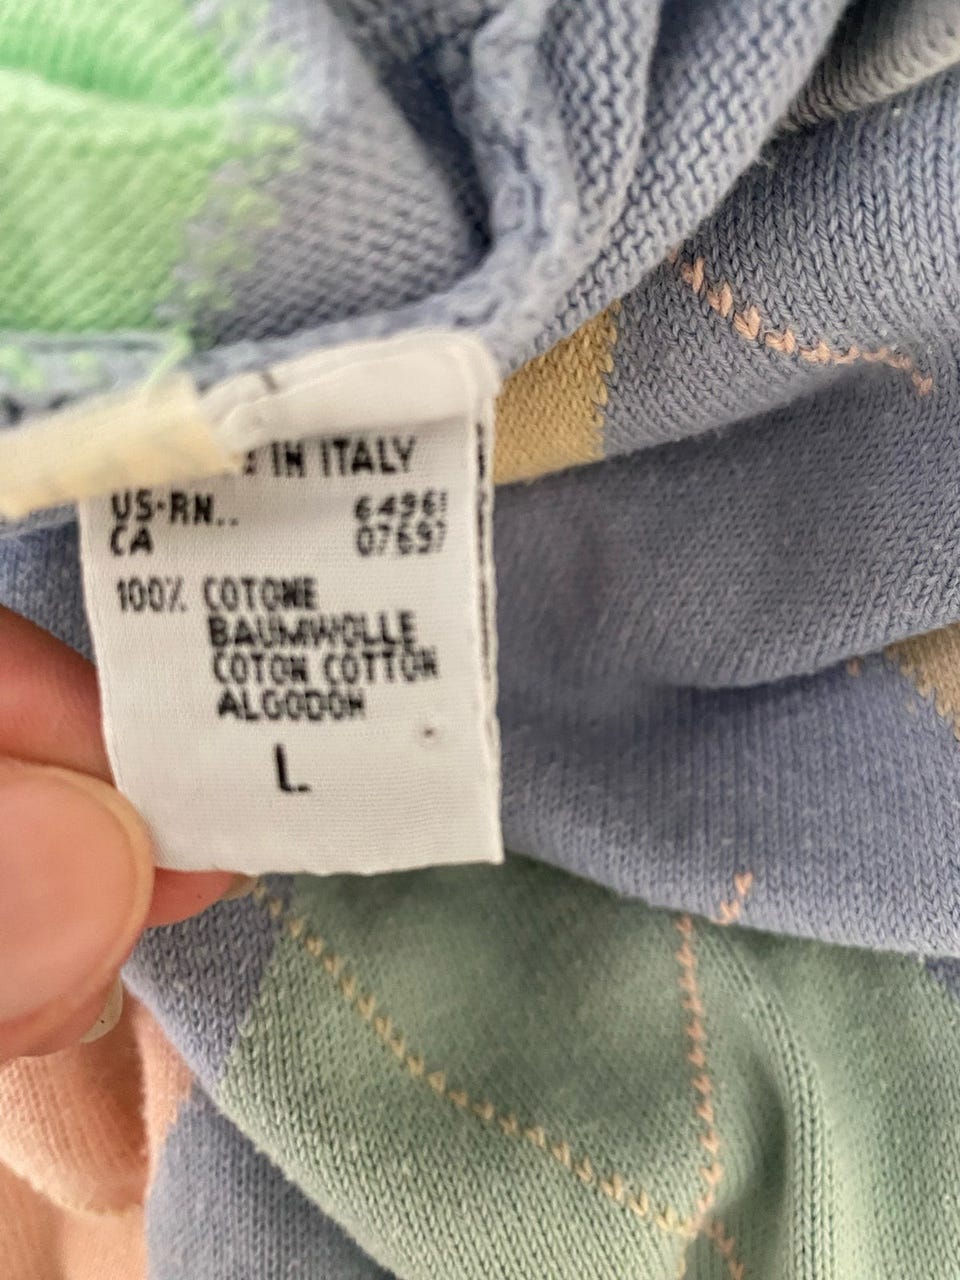 IN ITALY
US-RN.. 64961
CA 07697
100% COTONE
BAUMWOLLE
COTON COTTON
ALGODON
L